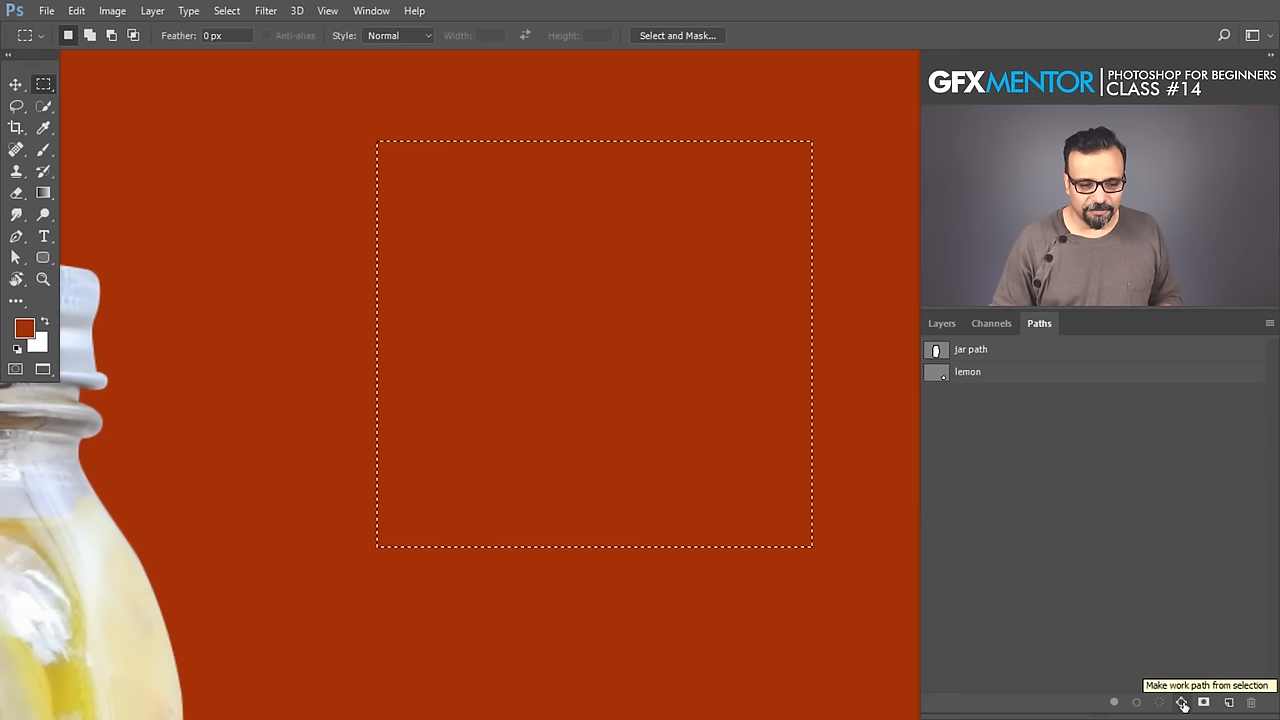 Ps File Edit Image Layer Type Select Filter 3D View Window Help
Feather: 0 px Anti-alias Style: Normal Width: Height: Select and Mask...
GFXMENTOR PHOTOSHOP FOR BEGINNERS
CLASS #14
Layers Channels Paths
jar path
lemon
Make work path from selection